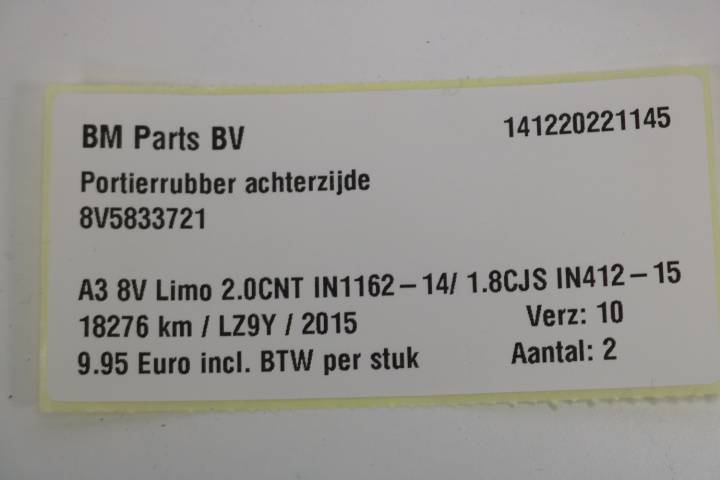 BM Parts BV 141220221145
Portierrubber achterzijde
8V5833721
A3 8V Limo 2.0CNT IN1162-14/ 1.8CJS IN412-15
18276 km / LZ9Y / 2015 Verz: 10
9.95 Euro incl. BTW per stuk Aantal: 2